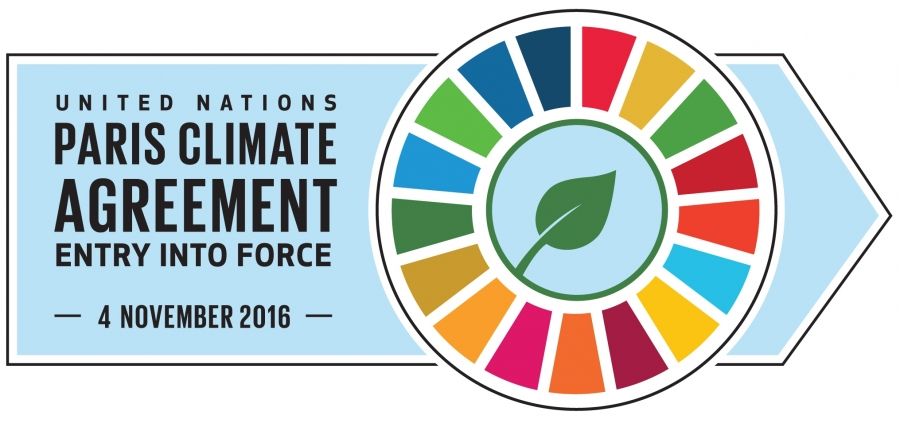 UNITED NATIONS
PARIS CLIMATE
AGREEMENT
ENTRY INTO FORCE
— 4 NOVEMBER 2016 —